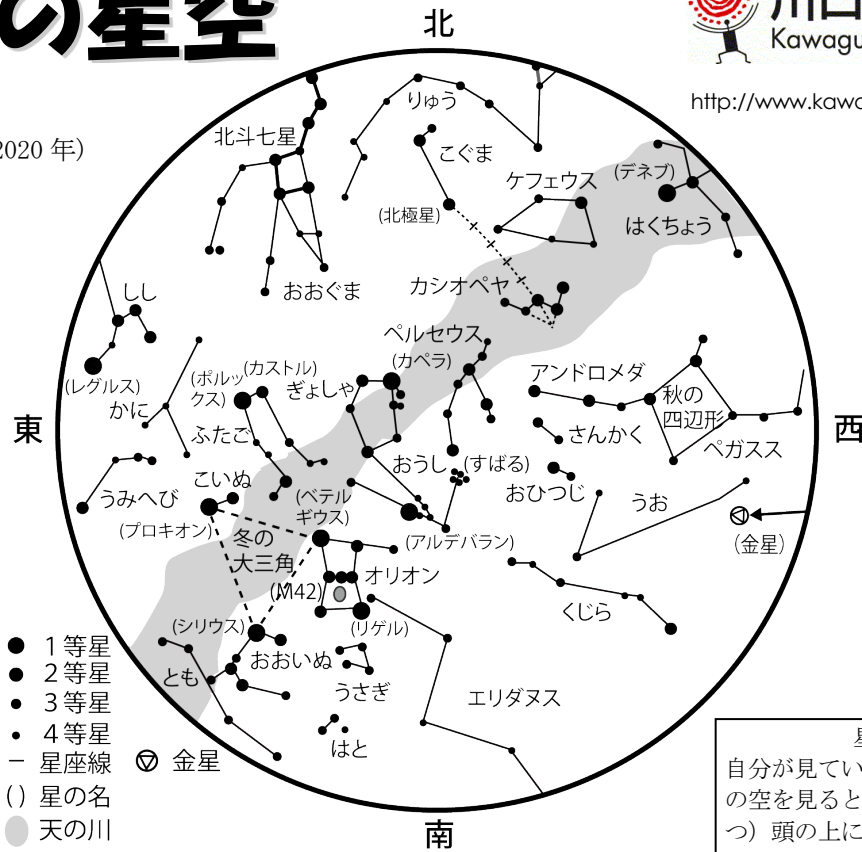 の星空
北
川口
Kawagu
http://www.kawa
2020 年)
りゅう
北斗七星
こぐま
ケフェウス
(デネブ)
(北極星)
はくちょう
カシオペヤ
おおぐま
しし
ペルセウス
(カペラ)
(レグルス)
(ポルックス)
(カストル)
ぎょしゃ
アンドロメダ
秋の
四辺形
かに
東
西
ふたご
さんかく
ペガスス
おうし
(すばる)
こいぬ
うみへび
(ベテル
ギウス)
おひつじ
うお
(プロキオン)
冬の
大三角
(アルデバラン)
(金星)
(M42)
オリオン
くじら
(シリウス)
(リゲル)
おおいぬ
とも
うさぎ
エリダヌス
はと
1等星
2等星
3等星
4等星
星座線
金星
() 星の名
天の川
南
自分が見てい
の空を見ると
つ）頭の上に